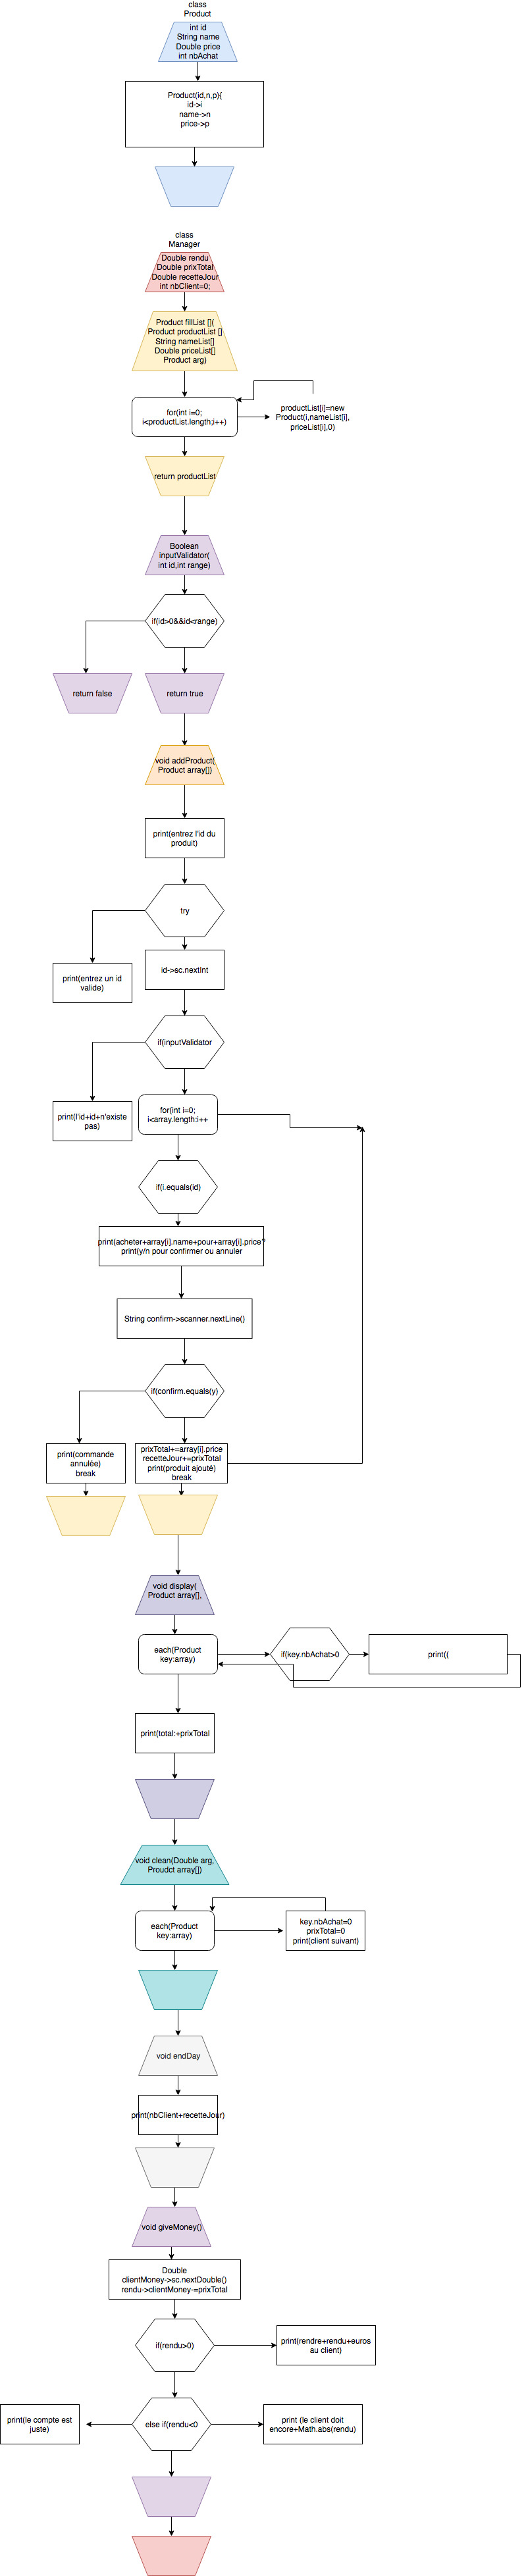 class
Product
int id
String name
Double price
int nbAchat
Product(id,n,p){
id->i
name->n
price->p
class
Manager
Double rendu
Double prixTotal
Double recetteJour
int nbClient=0;
Product fillList [](
Product productList []
String nameList[]
Double priceList[]
Product arg)
for(int i=0;
i<productList.length;i++)
productList[i]=new
Product(i,nameList[i],
priceList[i],0)
return productList
Boolean
inputValidator(
int id,int range)
if(id>0&&id<range)
return false
return true
void addProduct(
Product array[])
print(entrez l'id du
produit)
try
print(entrez un id
valide)
id->sc.nextInt
if(inputValidator
print(l'id+id+n'existe
pas)
for(int i=0;
i<array.length:i++
if(i.equals(id)
print(acheter+array[i].name+pour+array[i].price?
print(y/n pour confirmer ou annuler
String confirm->scanner.nextLine()
if(confirm.equals(y)
print(commande
annulée)
break
prixTotal+=array[i].price
recetteJour+=prixTotal
print(produit ajouté)
break
void display(
Product array[],
each(Product
key:array)
if(key.nbAchat>0
print((
print(total:+prixTotal
void clean(Double arg,
Proudct array[])
each(Product
key:array)
key.nbAchat=0
prixTotal=0
print(client suivant)
void endDay
print(nbClient+recetteJour)
void giveMoney()
Double
clientMoney->sc.nextDouble()
rendu->clientMoney-=prixTotal
if(rendu>0)
print(rendre+rendu+euros
au client)
print(le compte est
juste)
else if(rendu<0
print (le client doit
encore+Math.abs(rendu)